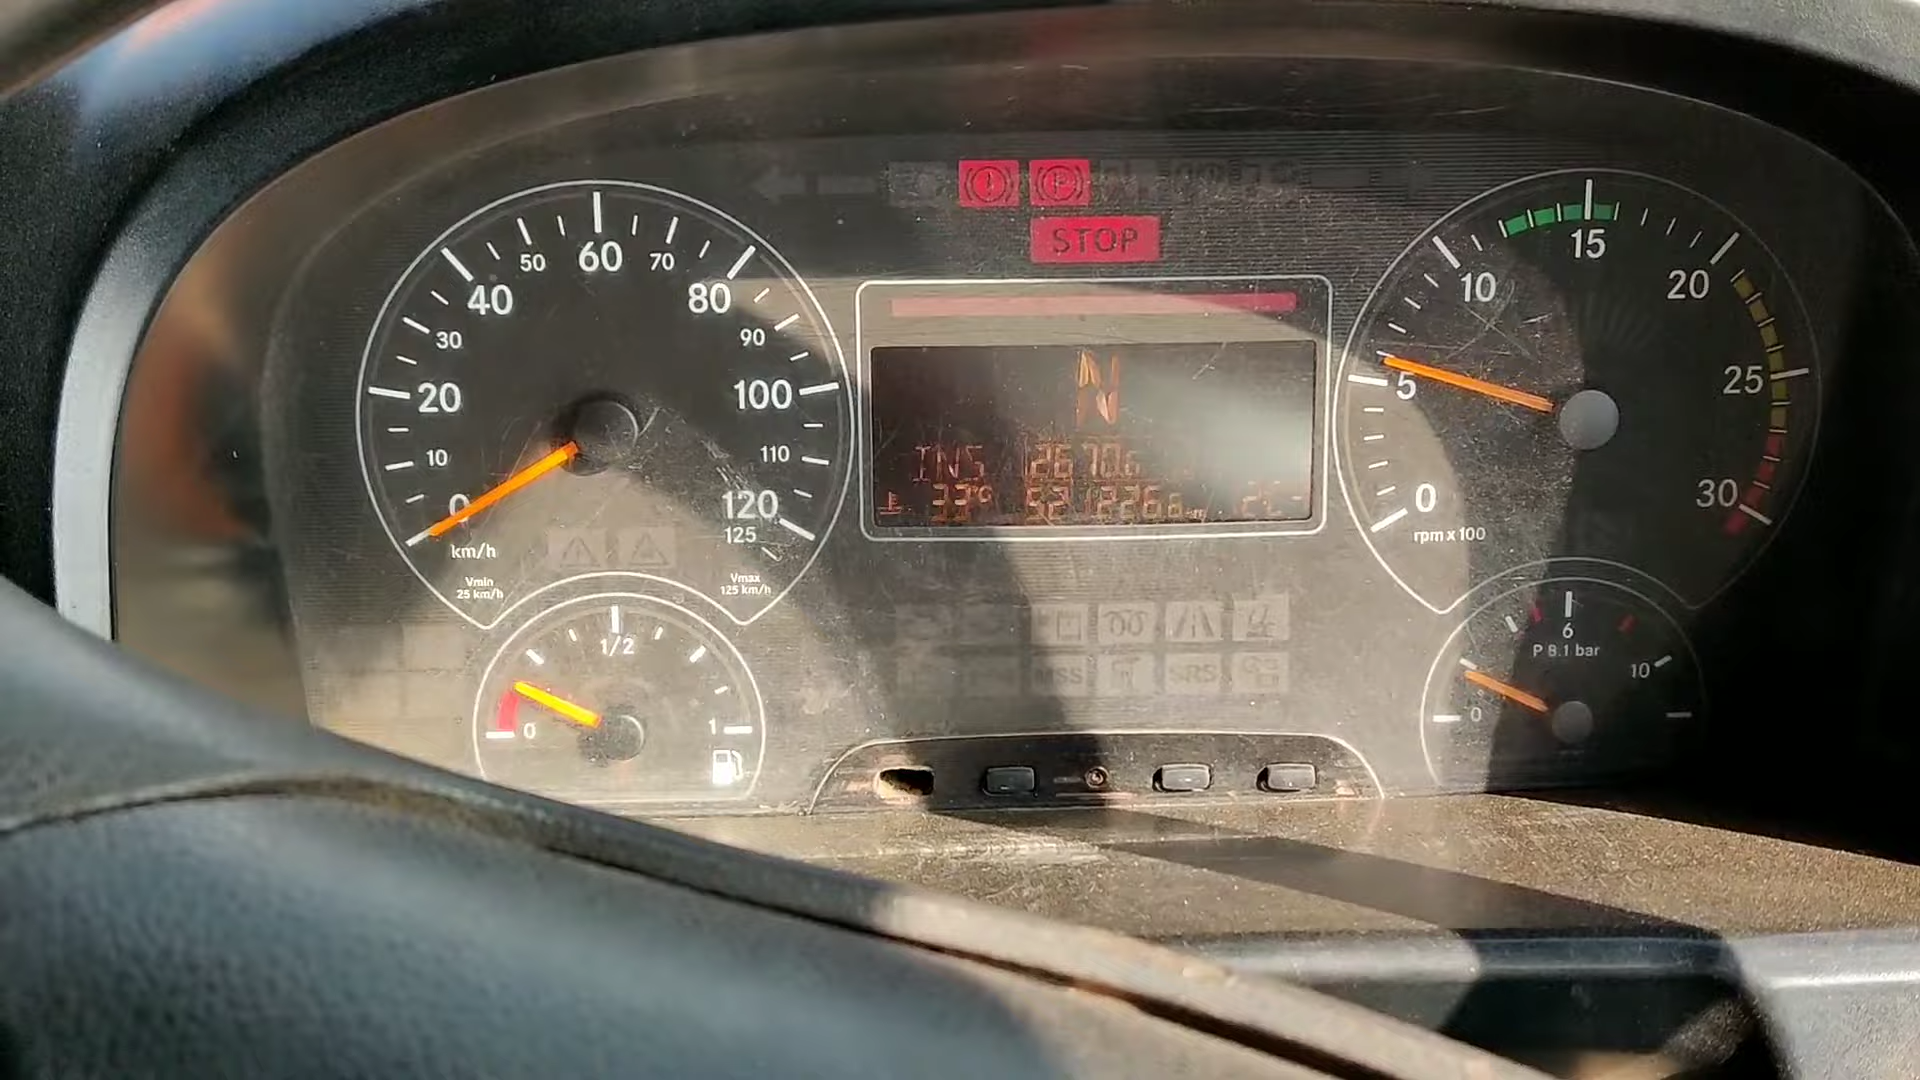 STOP
50 60 70
40 80
30 90
20 100
10 110
0 120
125
km/h
Vmin
25 km/h
Vmax
125 km/h
N
INS
33°C
15
10 20
5 25
0 30
rpm x 100
1/2
0 1
6
P 8.1 bar
10
0
MSS
SRS